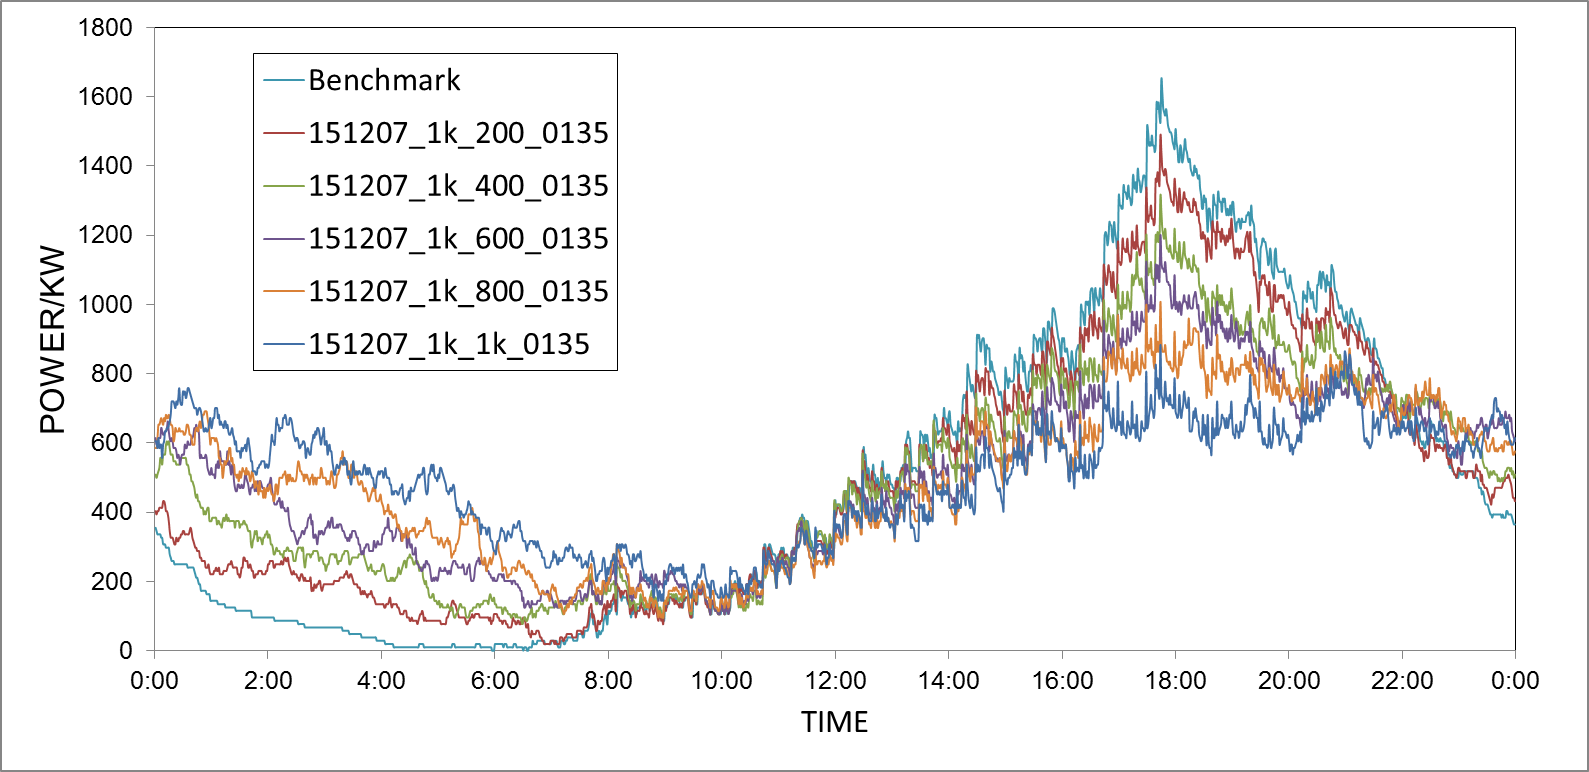 1800
1600
1400
1200
1000
800
600
400
200
0
POWER/KW
Benchmark
151207_1k_200_0135
151207_1k_400_0135
151207_1k_600_0135
151207_1k_800_0135
151207_1k_1k_0135
0:00 2:00 4:00 6:00 8:00 10:00 12:00 14:00 16:00 18:00 20:00 22:00 0:00
TIME